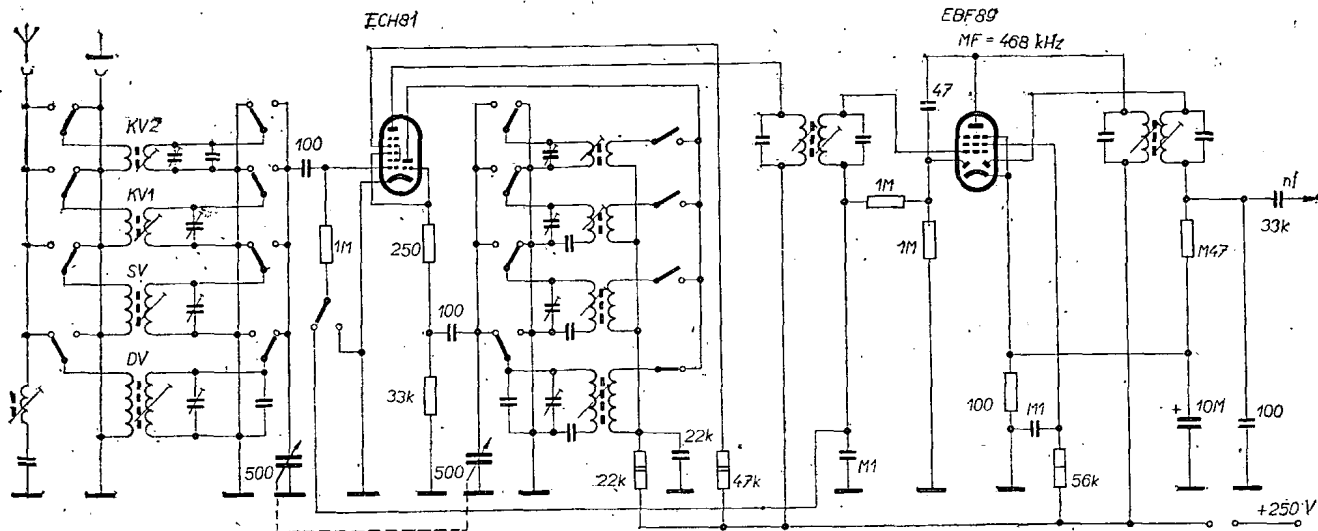 ECH81
EBF89
MF = 468 kHz
KV2
KV1
SV
DV
100
1M
250
100
33k
500
500
22k
22k
47k
47
1M
1M
M1
100
M1
56k
10M
+
100
M47
nf
33k
+250 V